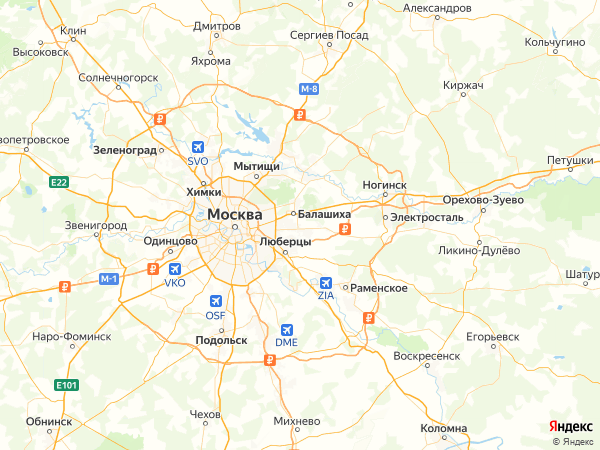 Александров
Дмитров
Клин
Сергиев Посад
Кольчугино
Высоковск
Яхрома
Солнечногорск
М-8
Киржач
₽
₽
вопетровское
Зеленоград
SVO
Мытищи
Петушки
E22
Химки
Ногинск
Орехово-Зуево
Москва
Балашиха
Электросталь
Звенигород
₽
Одинцово
Люберцы
Ликино-Дулёво
₽
М-1
VKO
ZIA
Шатур
₽
Раменское
OSF
₽
Наро-Фоминск
Подольск
DME
Егорьевск
₽
Воскресенск
E101
Обнинск
Чехов
Михнево
Коломна
Яндекс
© Яндекс